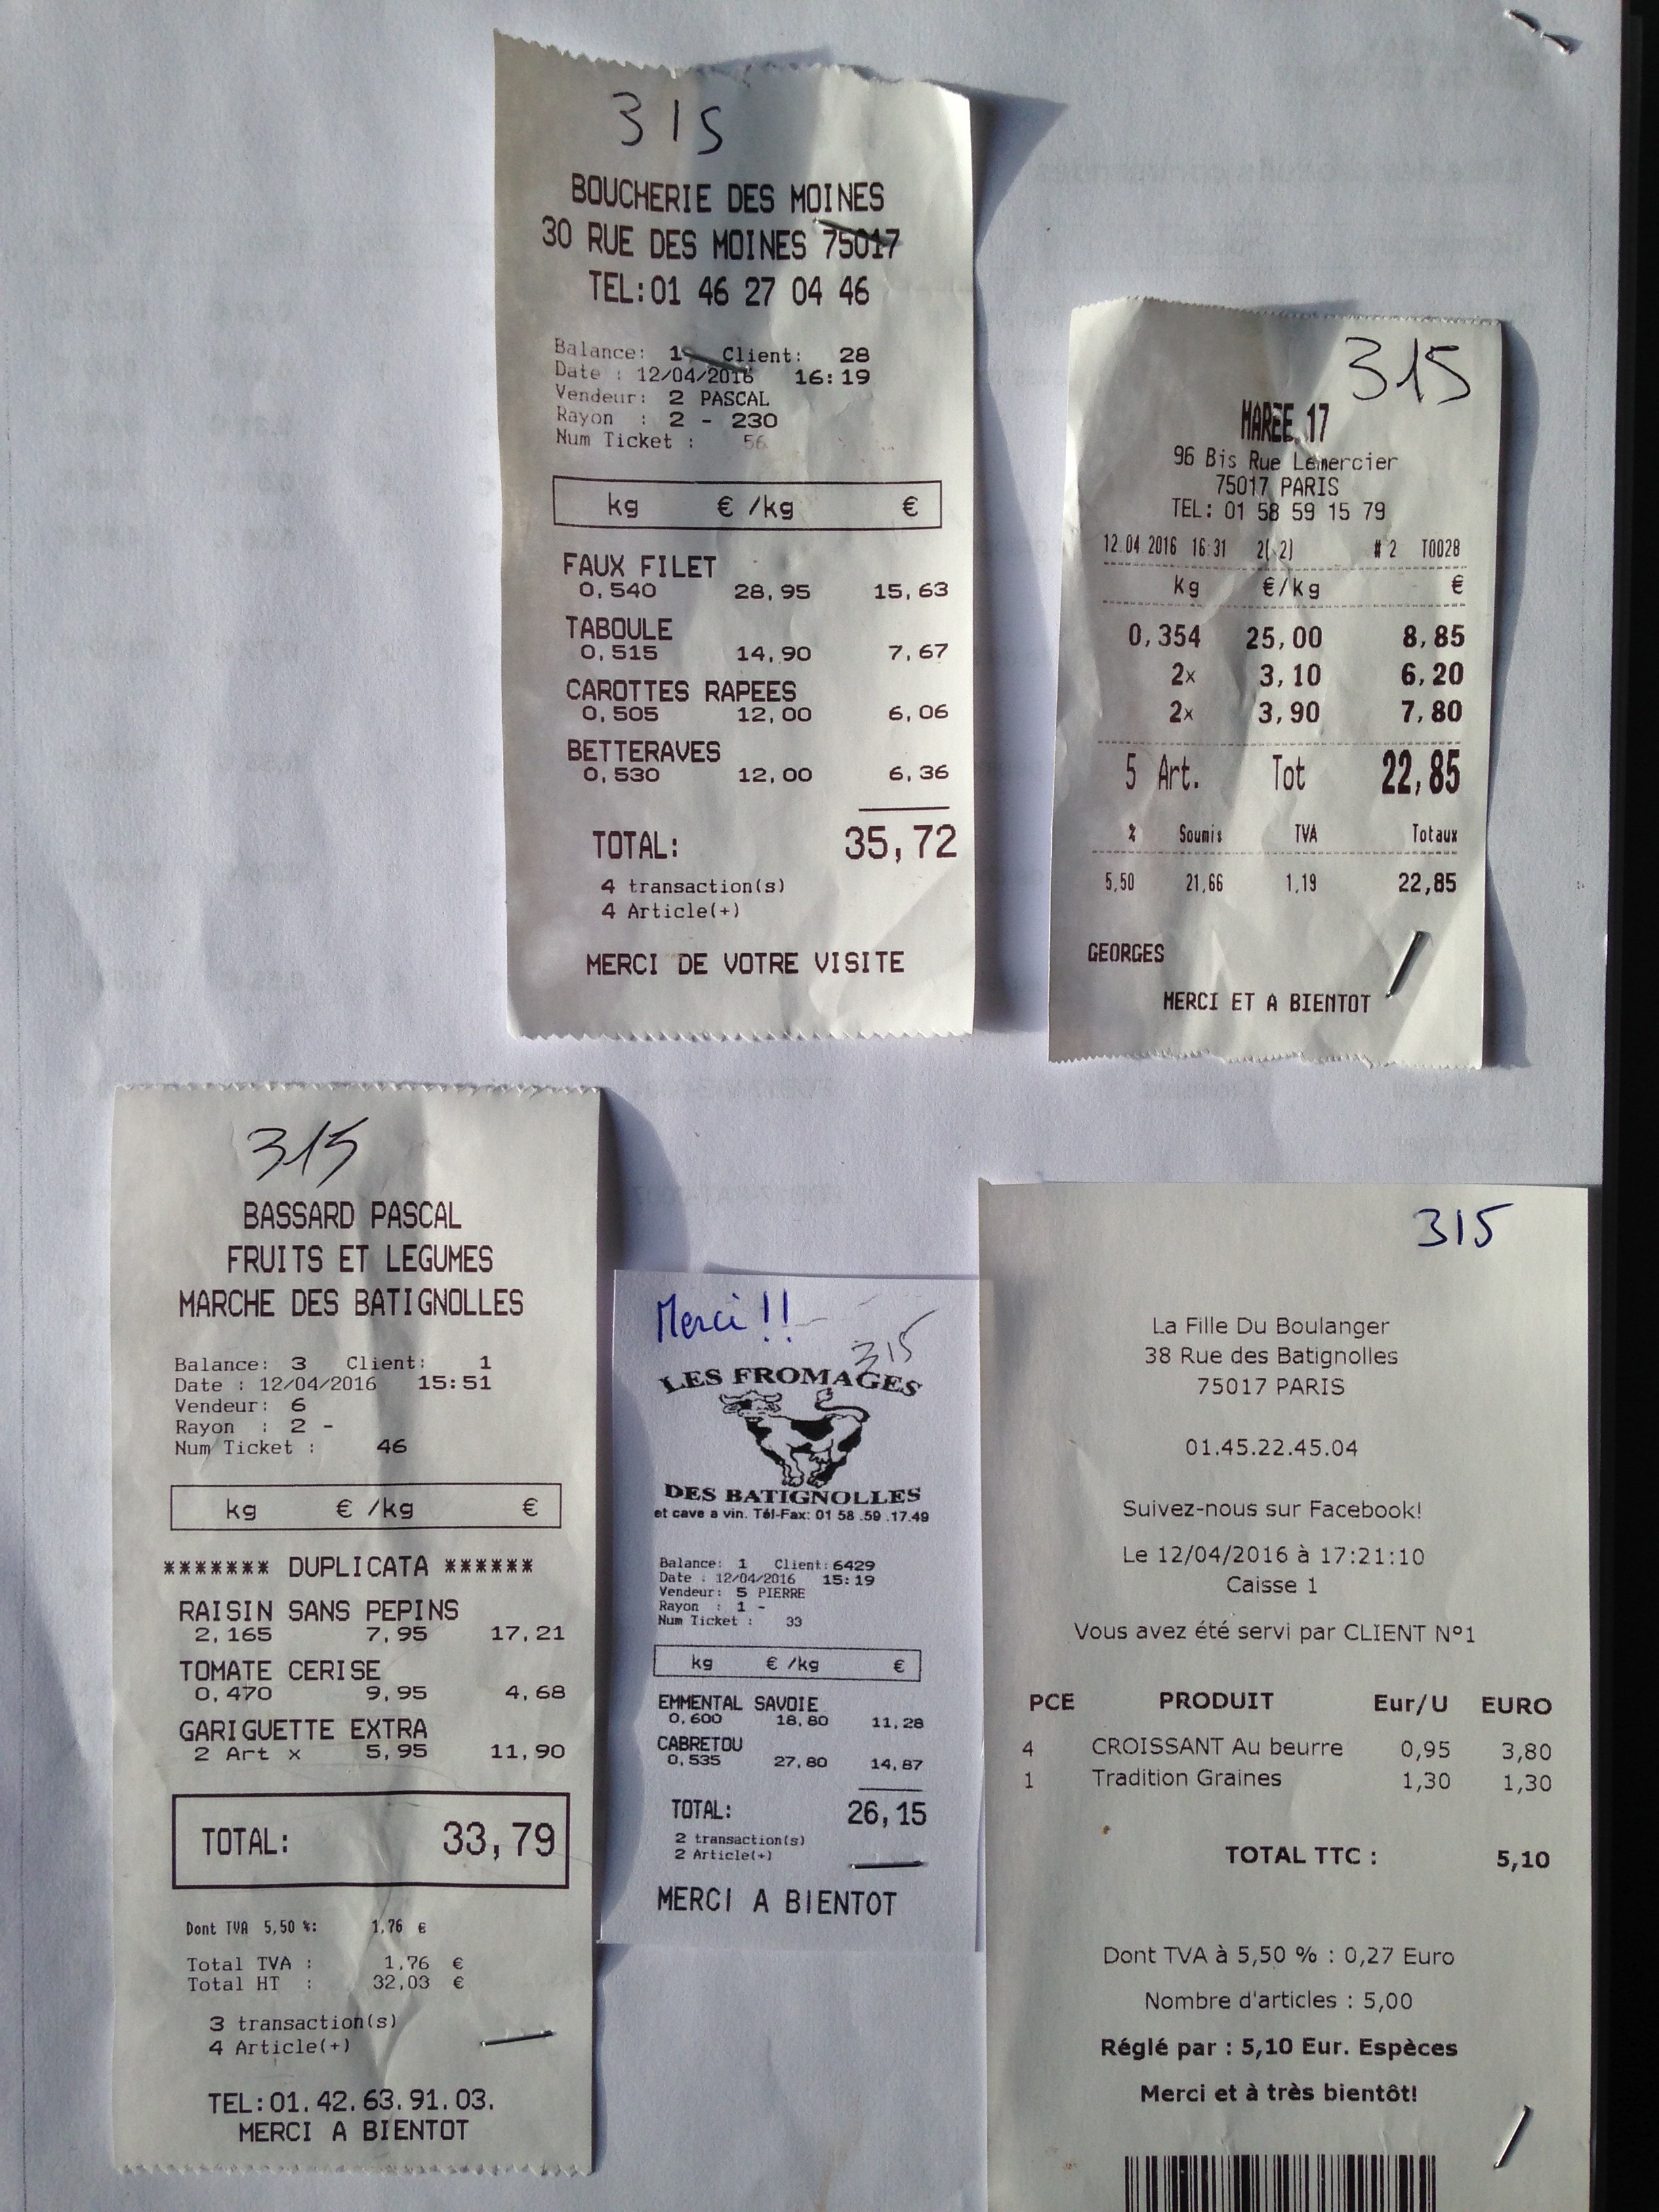 315
BOUCHERIE DES MOINES
30 RUE DES MOINES 75017
TEL:01 46 27 04 46
Balance: 1 Client: 28
Date : 12/04/2016 16:19
Vendeur: 2 PASCAL
Rayon : 2 - 230
Num Ticket : 56
kg € /kg €
FAUX FILET
0,540 28,95 15,63
TABOULE
0,515 14,90 7,67
CAROTTES RAPEES
0,505 12,00 6,06
BETTERAVES
0,530 12,00 6,36
TOTAL: 35,72
4 transaction(s)
4 Article(+)
MERCI DE VOTRE VISITE
315
MAREE 17
96 Bis Rue Lemercier
75017 PARIS
TEL: 01 58 59 15 79
12.04 2016 16:31 2( 2) # 2 T0028
kg €/kg €
0,354 25,00 8,85
2x 3,10 6,20
2x 3,90 7,80
5 Art. Tot 22,85
% Soumis TVA Totaux
5,50 21,66 1,19 22,85
GEORGES
MERCI ET A BIENTOT
315
BASSARD PASCAL
FRUITS ET LEGUMES
MARCHE DES BATIGNOLLES
Balance: 3 Client: 1
Date : 12/04/2016 15:51
Vendeur: 6
Rayon : 2 -
Num Ticket : 46
kg € /kg €
******* DUPLICATA ******
RAISIN SANS PEPINS
2,165 7,95 17,21
TOMATE CERISE
0,470 9,95 4,68
GARIGUETTE EXTRA
2 Art x 5,95 11,90
TOTAL: 33,79
Dont TVA 5,50 %: 1,76 €
Total TVA : 1,76 €
Total HT : 32,03 €
3 transaction(s)
4 Article(+)
TEL:01.42.63.91.03.
MERCI A BIENTOT
Merci !!
315
LES FROMAGES
DES BATIGNOLLES
et cave a vin. Tél-Fax: 01 58 .59 .17.49
Balance: 1 Client:6429
Date : 12/04/2016 15:19
Vendeur: 5 PIERRE
Rayon : 1 -
Num Ticket : 33
kg € /kg €
EMMENTAL SAVOIE
0,600 18,80 11,28
CABRETOU
0,535 27,80 14,87
TOTAL: 26,15
2 transaction(s)
2 Article(+)
MERCI A BIENTOT
315
La Fille Du Boulanger
38 Rue des Batignolles
75017 PARIS
01.45.22.45.04
Suivez-nous sur Facebook!
Le 12/04/2016 à 17:21:10
Caisse 1
Vous avez été servi par CLIENT N°1
PCE PRODUIT Eur/U EURO
4 CROISSANT Au beurre 0,95 3,80
1 Tradition Graines 1,30 1,30
TOTAL TTC : 5,10
Dont TVA à 5,50 % : 0,27 Euro
Nombre d'articles : 5,00
Réglé par : 5,10 Eur. Espèces
Merci et à très bientôt!